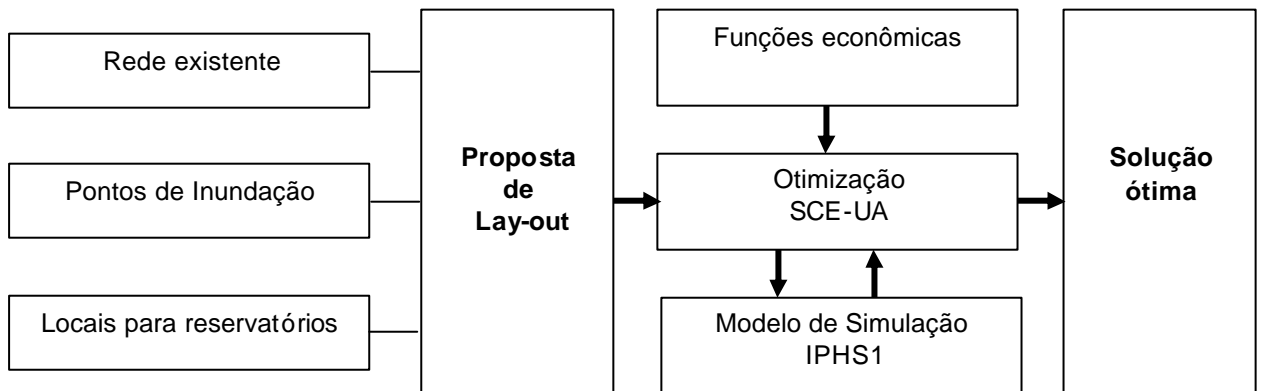 Rede existente
Pontos de Inundação
Locais para reservatórios
Proposta
de
Lay-out
Funções econômicas
Otimização
SCE-UA
Modelo de Simulação
IPHS1
Solução
ótima